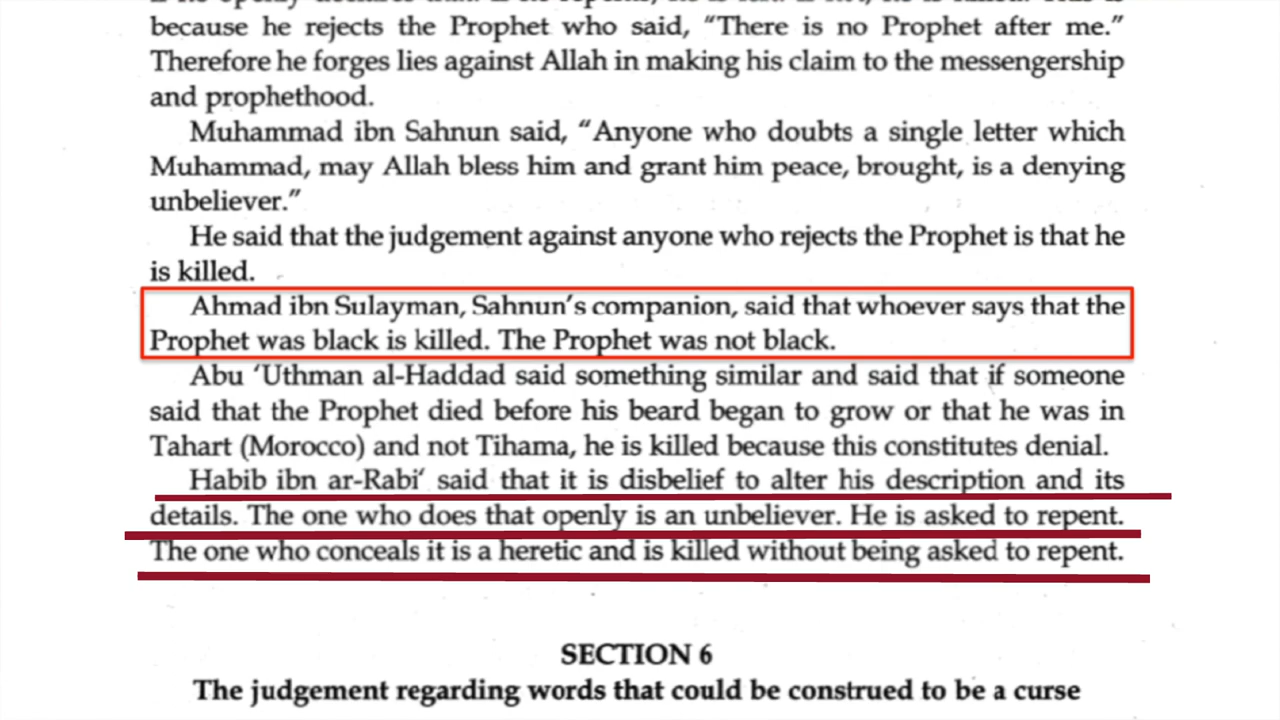 because he rejects the Prophet who said, “There is no Prophet after me.”
Therefore he forges lies against Allah in making his claim to the messengership
and prophethood.
Muhammad ibn Sahnun said, “Anyone who doubts a single letter which
Muhammad, may Allah bless him and grant him peace, brought, is a denying
unbeliever.”
He said that the judgement against anyone who rejects the Prophet is that he
is killed.
Ahmad ibn Sulayman, Sahnun’s companion, said that whoever says that the
Prophet was black is killed. The Prophet was not black.
Abu ‘Uthman al-Haddad said something similar and said that if someone
said that the Prophet died before his beard began to grow or that he was in
Tahart (Morocco) and not Tihama, he is killed because this constitutes denial.
Habib ibn ar-Rabi‘ said that it is disbelief to alter his description and its
details. The one who does that openly is an unbeliever. He is asked to repent.
The one who conceals it is a heretic and is killed without being asked to repent.
SECTION 6
The judgement regarding words that could be construed to be a curse